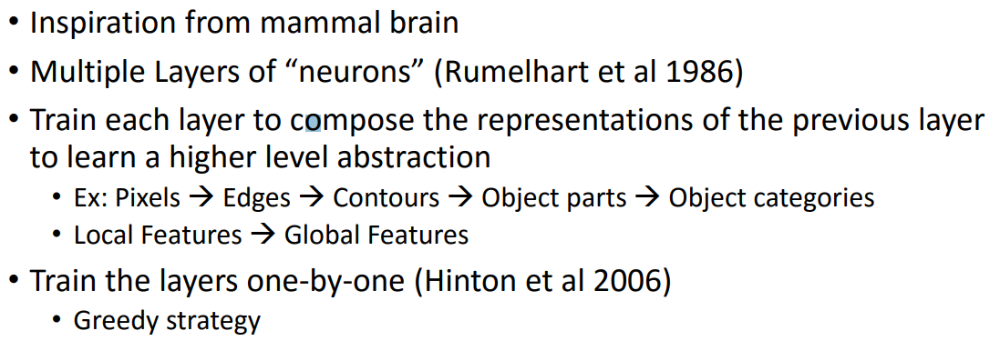 • Inspiration from mammal brain
• Multiple Layers of “neurons” (Rumelhart et al 1986)
• Train each layer to compose the representations of the previous layer
to learn a higher level abstraction
• Ex: Pixels → Edges → Contours → Object parts → Object categories
• Local Features → Global Features
• Train the layers one-by-one (Hinton et al 2006)
• Greedy strategy